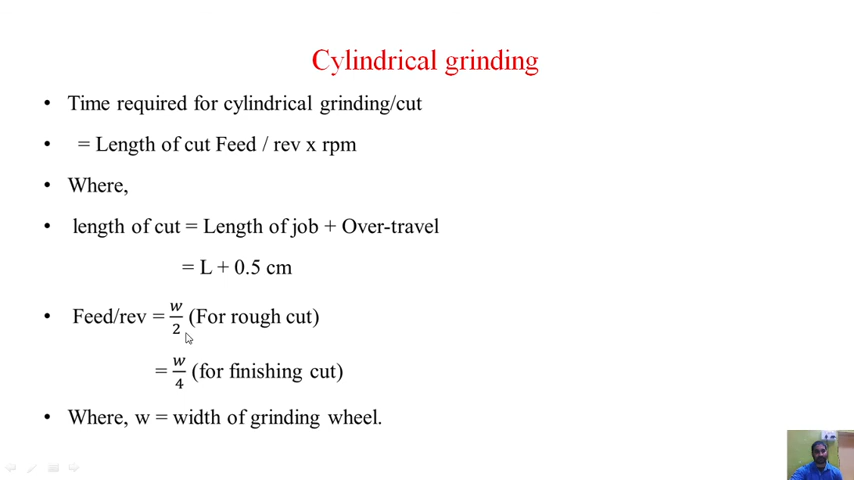 Cylindrical grinding
• Time required for cylindrical grinding/cut
• = Length of cut Feed / rev x rpm
• Where,
• length of cut = Length of job + Over-travel
= L + 0.5 cm
• Feed/rev = w/2 (For rough cut)
= w/4 (for finishing cut)
• Where, w = width of grinding wheel.